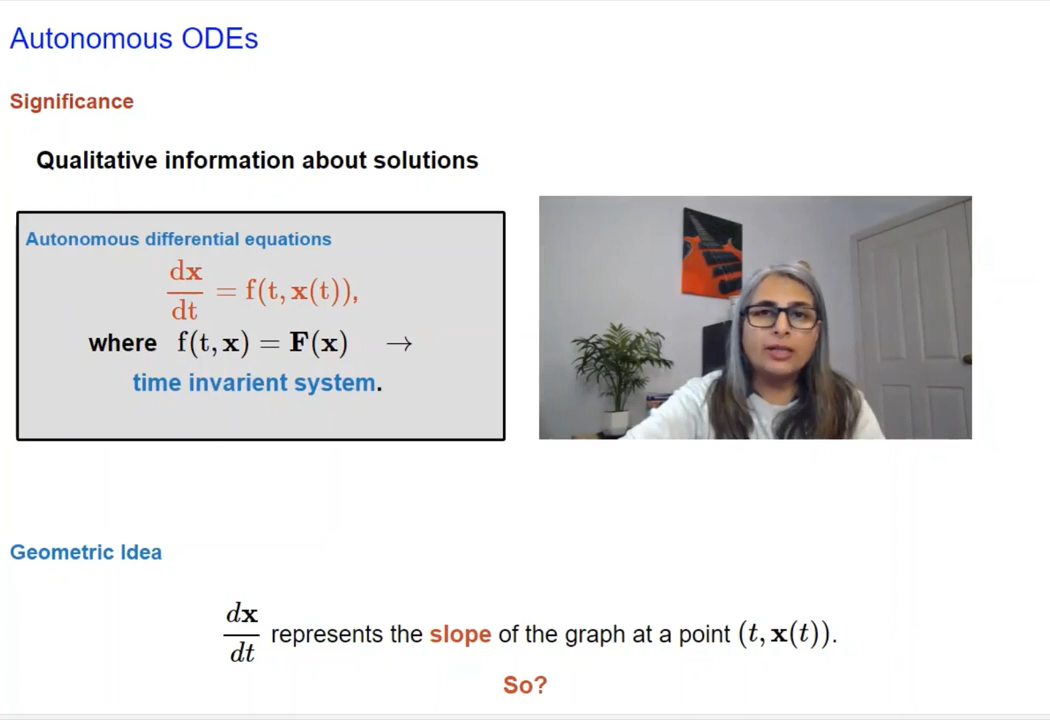 Autonomous ODEs
Significance
Qualitative information about solutions
Autonomous differential equations
dx/dt = f(t, x(t)),
where f(t, x) = F(x) →
time invarient system.
Geometric Idea
dx/dt represents the slope of the graph at a point (t, x(t)).
So?